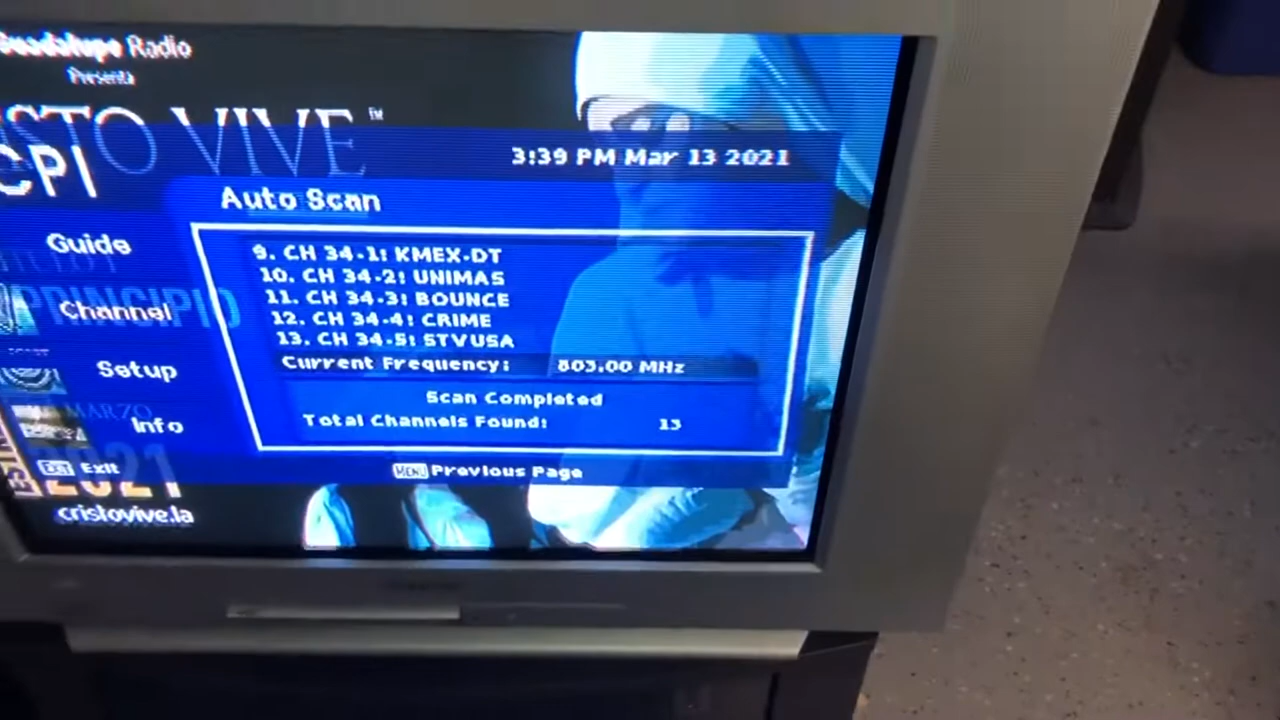 Guadalupe Radio
Presenta
ISTO VIVE™
CPI
3:39 PM Mar 13 2021
Auto Scan
Guide
9. CH 34-1: KMEX-DT
10. CH 34-2: UNIMAS
11. CH 34-3: BOUNCE
12. CH 34-4: CRIME
13. CH 34-5: STVUSA
PRINCIPIO
Channel
Current Frequency: 803.00 MHz
Setup
Scan Completed
MARZO
Info
Total Channels Found: 13
2021
EXIT Exit
MENU Previous Page
cristovive.la